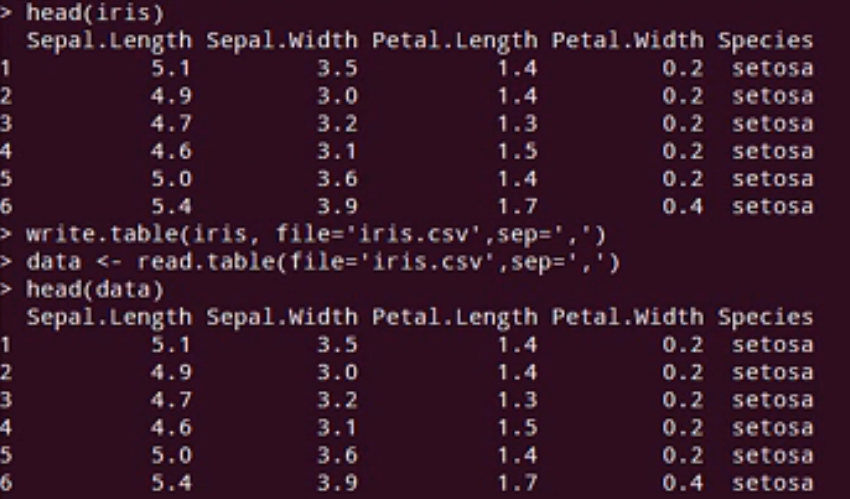 > head(iris)
  Sepal.Length Sepal.Width Petal.Length Petal.Width Species
1          5.1         3.5          1.4         0.2  setosa
2          4.9         3.0          1.4         0.2  setosa
3          4.7         3.2          1.3         0.2  setosa
4          4.6         3.1          1.5         0.2  setosa
5          5.0         3.6          1.4         0.2  setosa
6          5.4         3.9          1.7         0.4  setosa
> write.table(iris, file='iris.csv',sep=',')
> data <- read.table(file='iris.csv',sep=',')
> head(data)
  Sepal.Length Sepal.Width Petal.Length Petal.Width Species
1          5.1         3.5          1.4         0.2  setosa
2          4.9         3.0          1.4         0.2  setosa
3          4.7         3.2          1.3         0.2  setosa
4          4.6         3.1          1.5         0.2  setosa
5          5.0         3.6          1.4         0.2  setosa
6          5.4         3.9          1.7         0.4  setosa